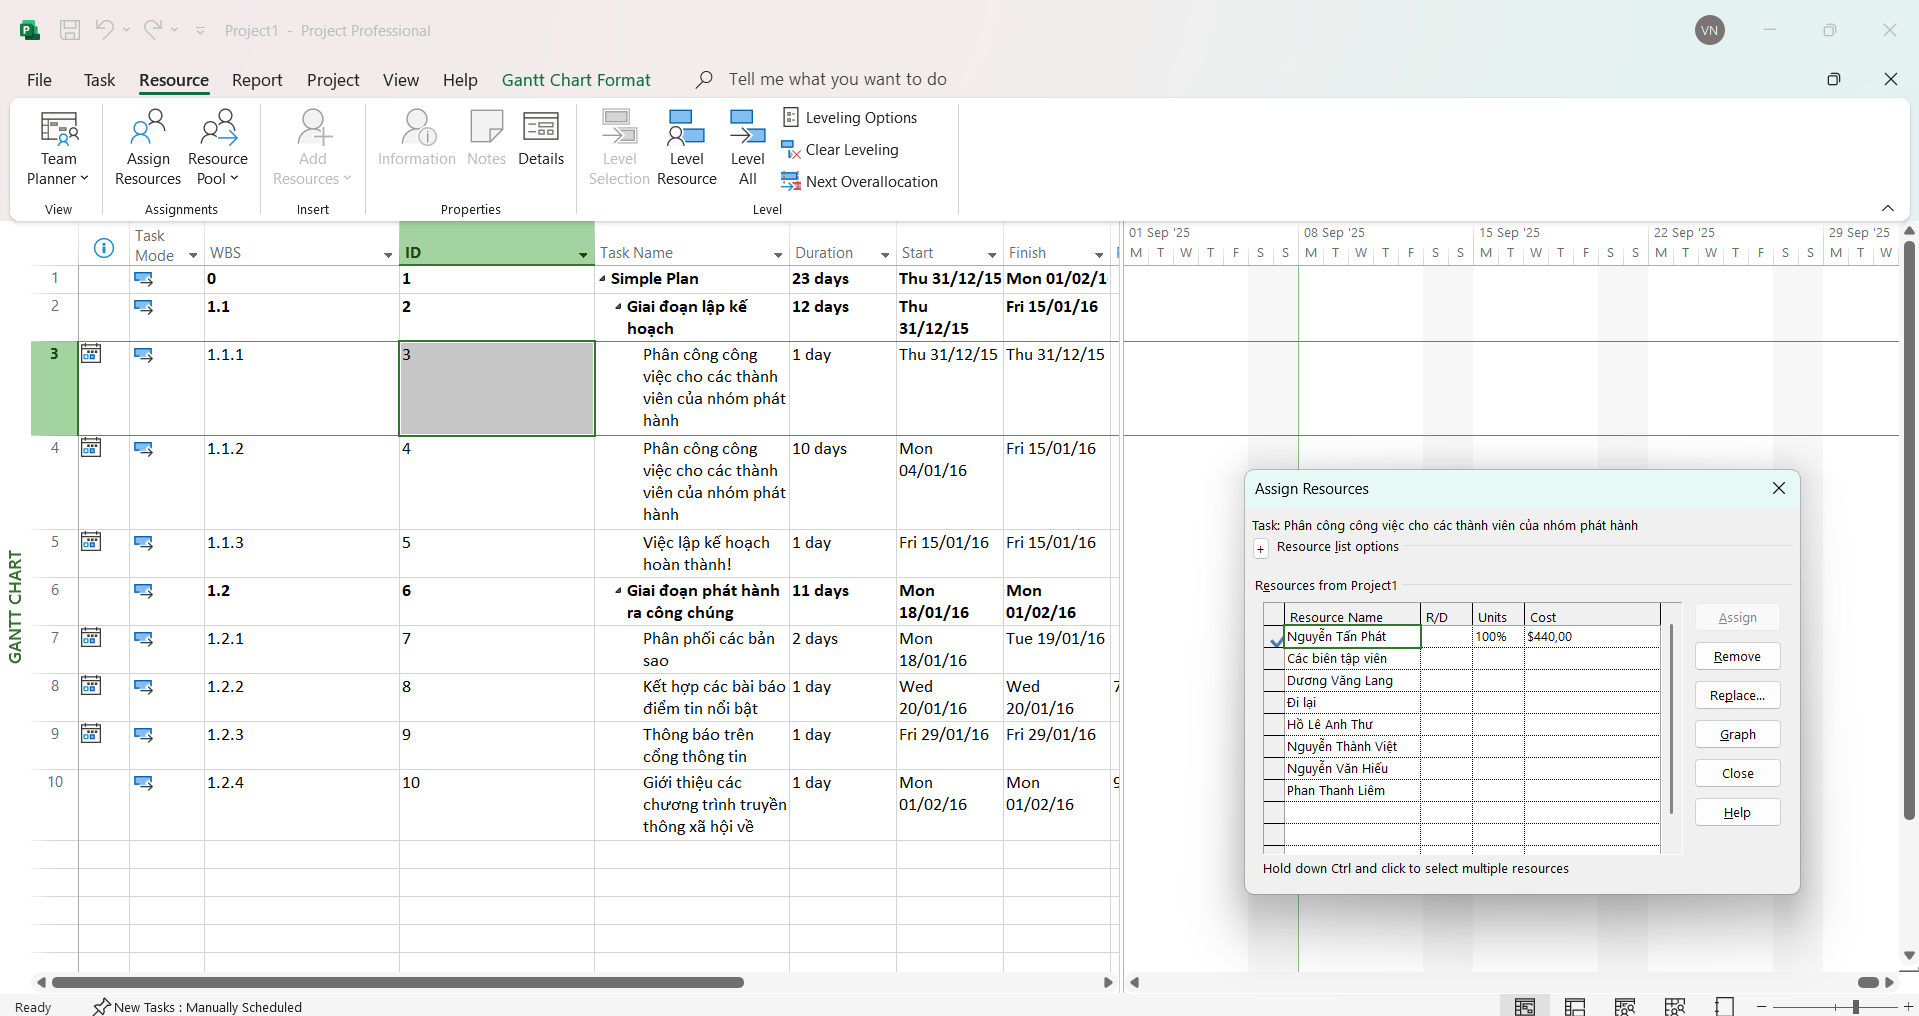 Project1 - Project Professional
VN
File Task Resource Report Project View Help Gantt Chart Format Tell me what you want to do
Team Planner
Assign Resources
Resource Pool
Add Resources
Information
Notes
Details
Level Selection
Level Resource
Level All
Leveling Options
Clear Leveling
Next Overallocation
View Assignments Insert Properties Level
Task Mode WBS ID Task Name Duration Start Finish
01 Sep '25 08 Sep '25 15 Sep '25 22 Sep '25 29 Sep '25
M T W T F S S M T W T F S S M T W T F S S M T W T F S S M T W
1 0 1 Simple Plan 23 days Thu 31/12/15 Mon 01/02/1
2 1.1 2 Giai đoạn lập kế hoạch 12 days Thu 31/12/15 Fri 15/01/16
3 1.1.1 3 Phân công công việc cho các thành viên của nhóm phát hành 1 day Thu 31/12/15 Thu 31/12/15
4 1.1.2 4 Phân công công việc cho các thành viên của nhóm phát hành 10 days Mon 04/01/16 Fri 15/01/16
5 1.1.3 5 Việc lập kế hoạch hoàn thành! 1 day Fri 15/01/16 Fri 15/01/16
6 1.2 6 Giai đoạn phát hành ra công chúng 11 days Mon 18/01/16 Mon 01/02/16
7 1.2.1 7 Phân phối các bản sao 2 days Mon 18/01/16 Tue 19/01/16
8 1.2.2 8 Kết hợp các bài báo điểm tin nổi bật 1 day Wed 20/01/16 Wed 20/01/16 7
9 1.2.3 9 Thông báo trên cổng thông tin 1 day Fri 29/01/16 Fri 29/01/16
10 1.2.4 10 Giới thiệu các chương trình truyền thông xã hội về 1 day Mon 01/02/16 Mon 01/02/16 9
GANTT CHART
Assign Resources
Task: Phân công công việc cho các thành viên của nhóm phát hành
+ Resource list options
Resources from Project1
Resource Name R/D Units Cost
Nguyễn Tấn Phát 100% $440,00
Các biên tập viên
Dương Văng Lang
Đi lại
Hồ Lê Anh Thư
Nguyễn Thành Việt
Nguyễn Văn Hiếu
Phan Thanh Liêm
Assign
Remove
Replace...
Graph
Close
Help
Hold down Ctrl and click to select multiple resources
Ready New Tasks : Manually Scheduled